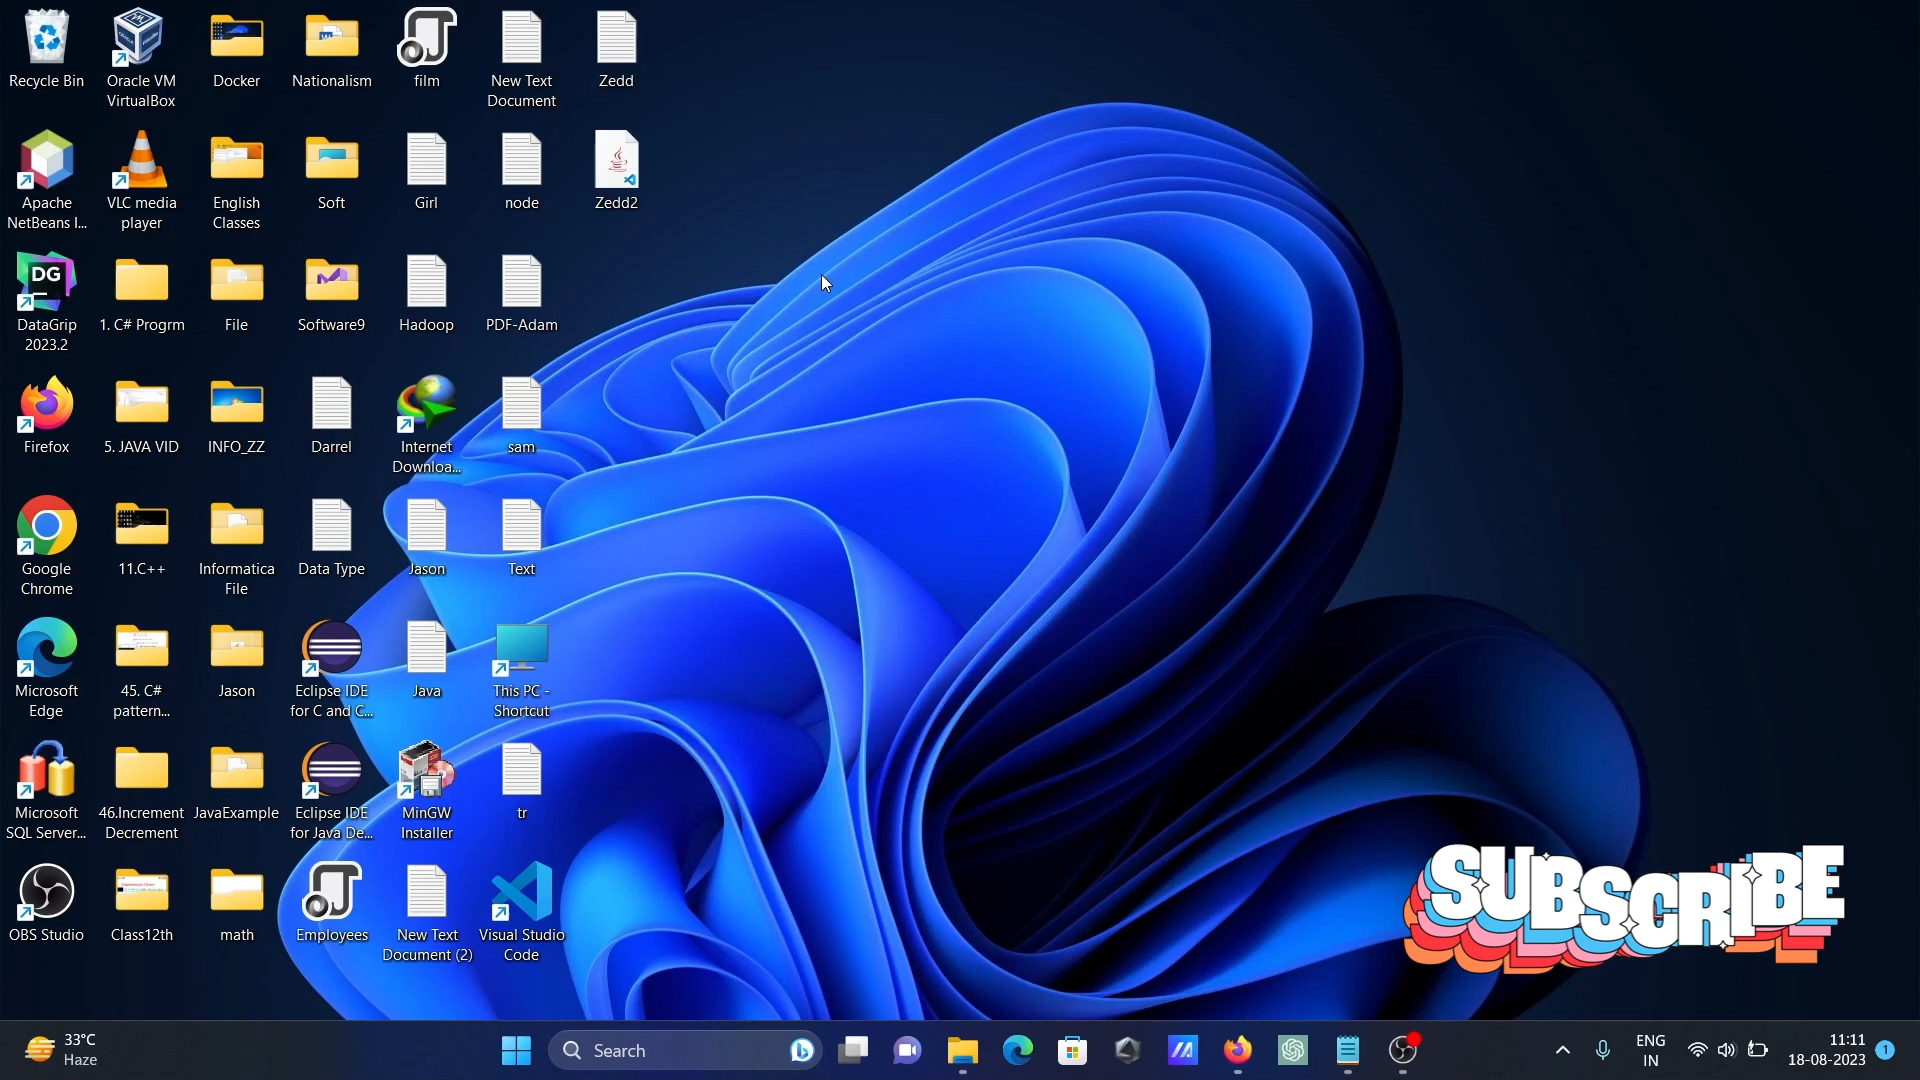 Recycle Bin
Oracle VM
VirtualBox
Docker
Nationalism
film
New Text
Document
Zedd
Apache
NetBeans I...
VLC media
player
English
Classes
Soft
Girl
node
Zedd2
DG
DataGrip
2023.2
1. C# Progrm
File
Software9
Hadoop
PDF-Adam
Firefox
5. JAVA VID
INFO_ZZ
Darrel
Internet
Downloa...
sam
Google
Chrome
11.C++
Informatica
File
Data Type
Jason
Text
Microsoft
Edge
45. C#
pattern...
Jason
Eclipse IDE
for C and C...
Java
This PC -
Shortcut
Microsoft
SQL Server...
46.Increment
Decrement
JavaExample
Eclipse IDE
for Java De...
MinGW
Installer
tr
OBS Studio
Class12th
math
Employees
New Text
Document (2)
Visual Studio
Code
SUBSCRIBE
33°C
Haze
Search
ENG
IN
11:11
18-08-2023
1